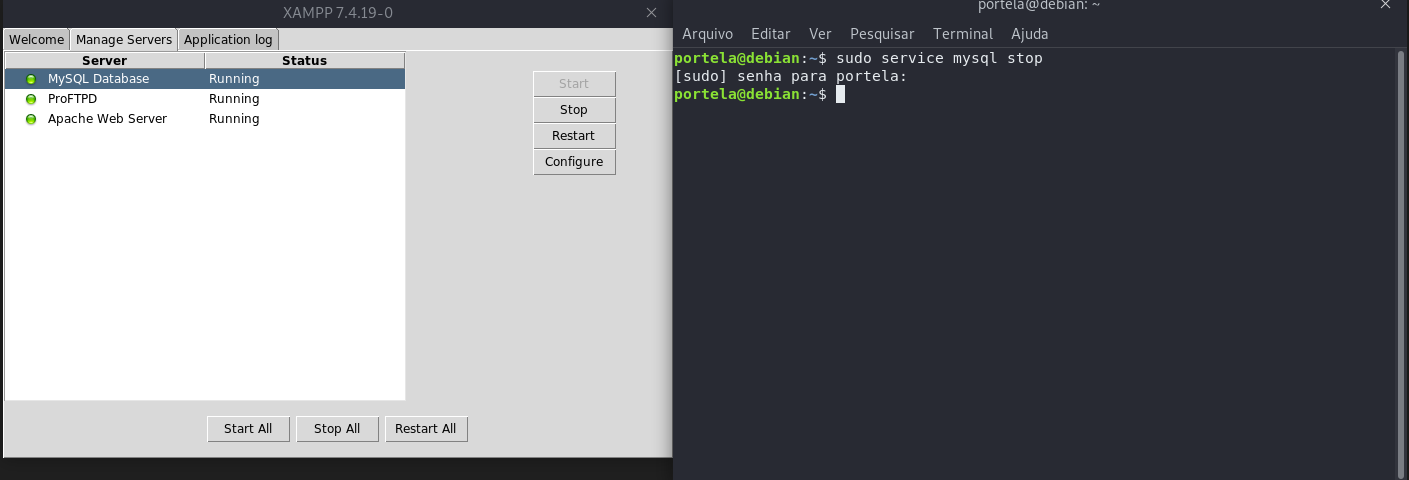 XAMPP 7.4.19-0
Welcome Manage Servers Application log
Server Status
MySQL Database Running
ProFTPD Running
Apache Web Server Running
Start
Stop
Restart
Configure
Start All Stop All Restart All
portela@debian: ~
Arquivo Editar Ver Pesquisar Terminal Ajuda
portela@debian:~$ sudo service mysql stop
[sudo] senha para portela:
portela@debian:~$